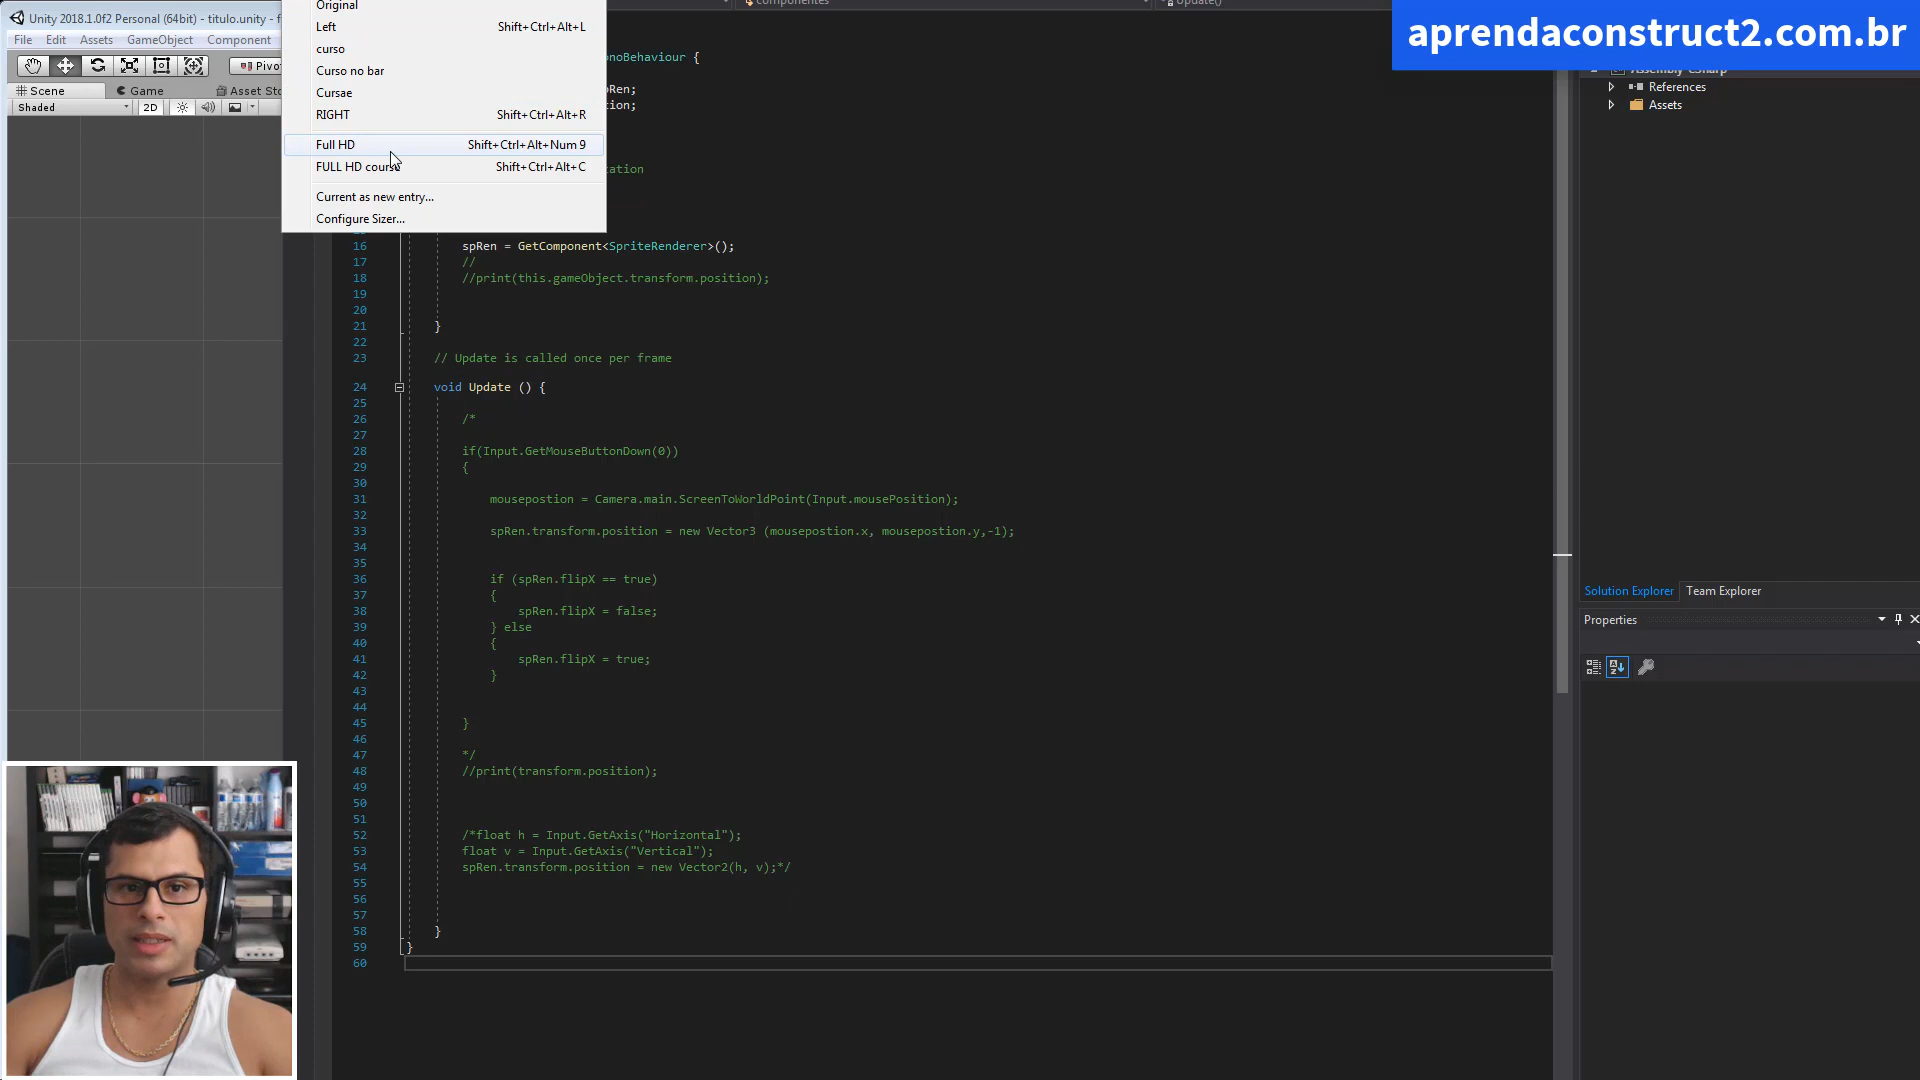 Unity 2018.1.0f2 Personal (64bit) - titulo.unity - f
File Edit Assets GameObject Component
Pivo
Scene Game Asset Sto
Shaded 2D
Original
Left Shift+Ctrl+Alt+L
curso
Curso no bar
Cursae
RIGHT Shift+Ctrl+Alt+R
Full HD Shift+Ctrl+Alt+Num 9
FULL HD course Shift+Ctrl+Alt+C
Current as new entry...
Configure Sizer...
componentes
Update()
aprendaconstruct2.com.br
Assembly-CSharp
References
Assets
noBehaviour {
pRen;
tion;
ation
16 spRen = GetComponent<SpriteRenderer>();
17 //
18 //print(this.gameObject.transform.position);
19
20
21 }
22
23 // Update is called once per frame
24 void Update () {
25
26 /*
27
28 if(Input.GetMouseButtonDown(0))
29 {
30
31 mousepostion = Camera.main.ScreenToWorldPoint(Input.mousePosition);
32
33 spRen.transform.position = new Vector3 (mousepostion.x, mousepostion.y,-1);
34
35
36 if (spRen.flipX == true)
37 {
38 spRen.flipX = false;
39 } else
40 {
41 spRen.flipX = true;
42 }
43
44
45 }
46
47 */
48 //print(transform.position);
49
50
51
52 /*float h = Input.GetAxis("Horizontal");
53 float v = Input.GetAxis("Vertical");
54 spRen.transform.position = new Vector2(h, v);*/
55
56
57
58 }
59 }
60
Solution Explorer Team Explorer
Properties